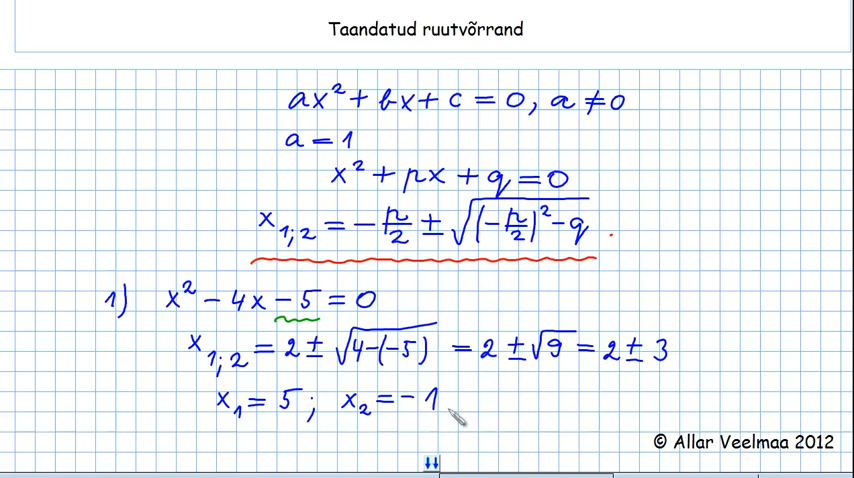 Taandatud ruutvõrrand
ax² + bx + c = 0, a ≠ 0
a = 1
x² + px + q = 0
x₁;₂ = −p/2 ± √((−p/2)² − q) .
1) x² − 4x − 5 = 0
x₁;₂ = 2 ± √(4−(−5)) = 2 ± √9 = 2 ± 3
x₁ = 5; x₂ = −1
© Allar Veelmaa 2012